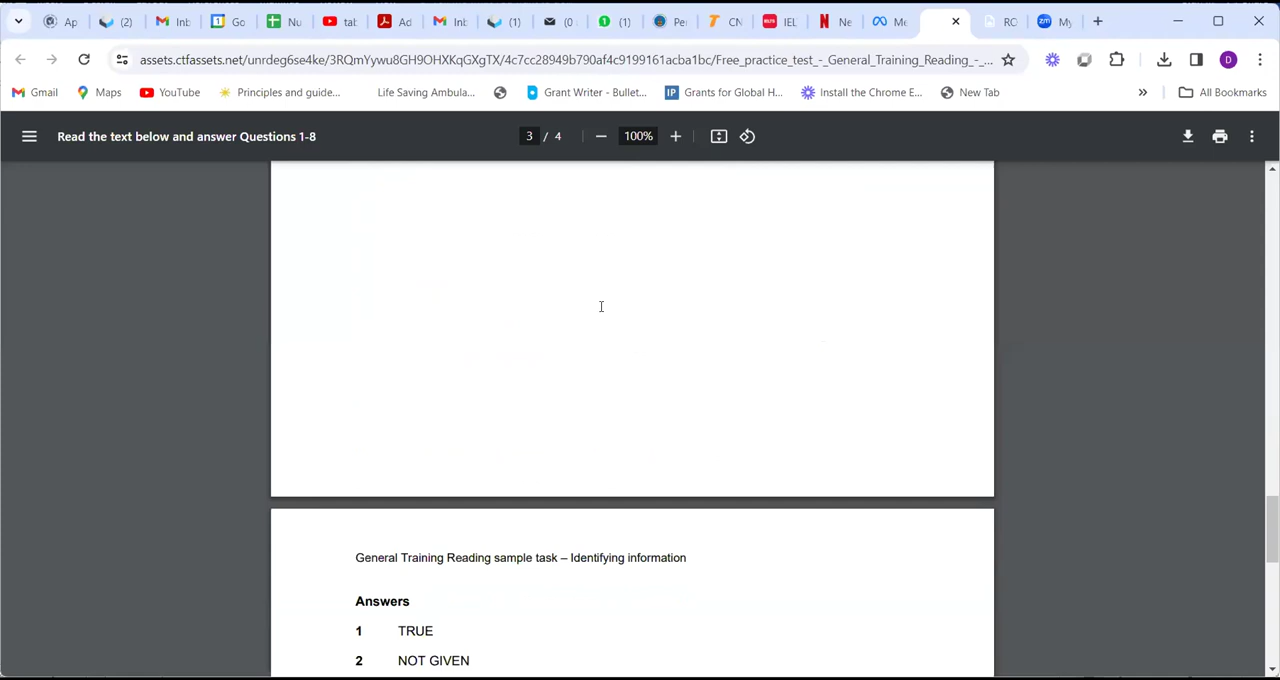 Ap
(2)
Inb
Go
Nu
tab
Ad
Inb
(1)
(0
(1)
Pe
CN
IEL
Ne
Me
RO
My
assets.ctfassets.net/unrdeg6se4ke/3RQmYywu8GH9OHXKqGXgTX/4c7cc28949b790af4c9199161acba1bc/Free_practice_test_-_General_Training_Reading_-_...
D
Gmail
Maps
YouTube
Principles and guide...
Life Saving Ambula...
Grant Writer - Bullet...
IP Grants for Global H...
Install the Chrome E...
New Tab
»
All Bookmarks
Read the text below and answer Questions 1-8
3 / 4
100%
General Training Reading sample task – Identifying information
Answers
1 TRUE
2 NOT GIVEN